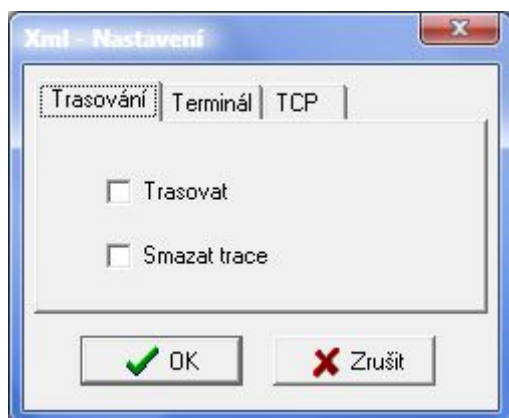 Xml - Nastavení
Trasování Terminál TCP
Trasovat
Smazat trace
OK Zrušit